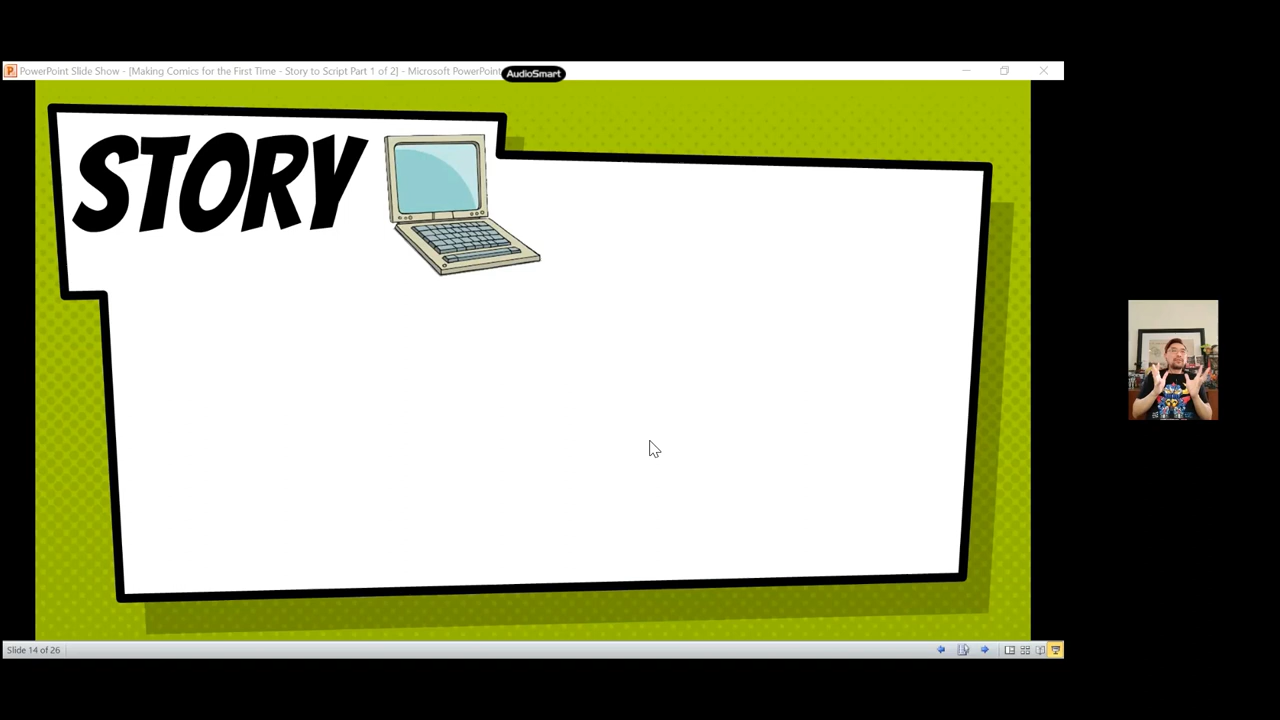 PowerPoint Slide Show - [Making Comics for the First Time - Story to Script Part 1 of 2] - Microsoft PowerPoint
AudioSmart
STORY
Slide 14 of 26